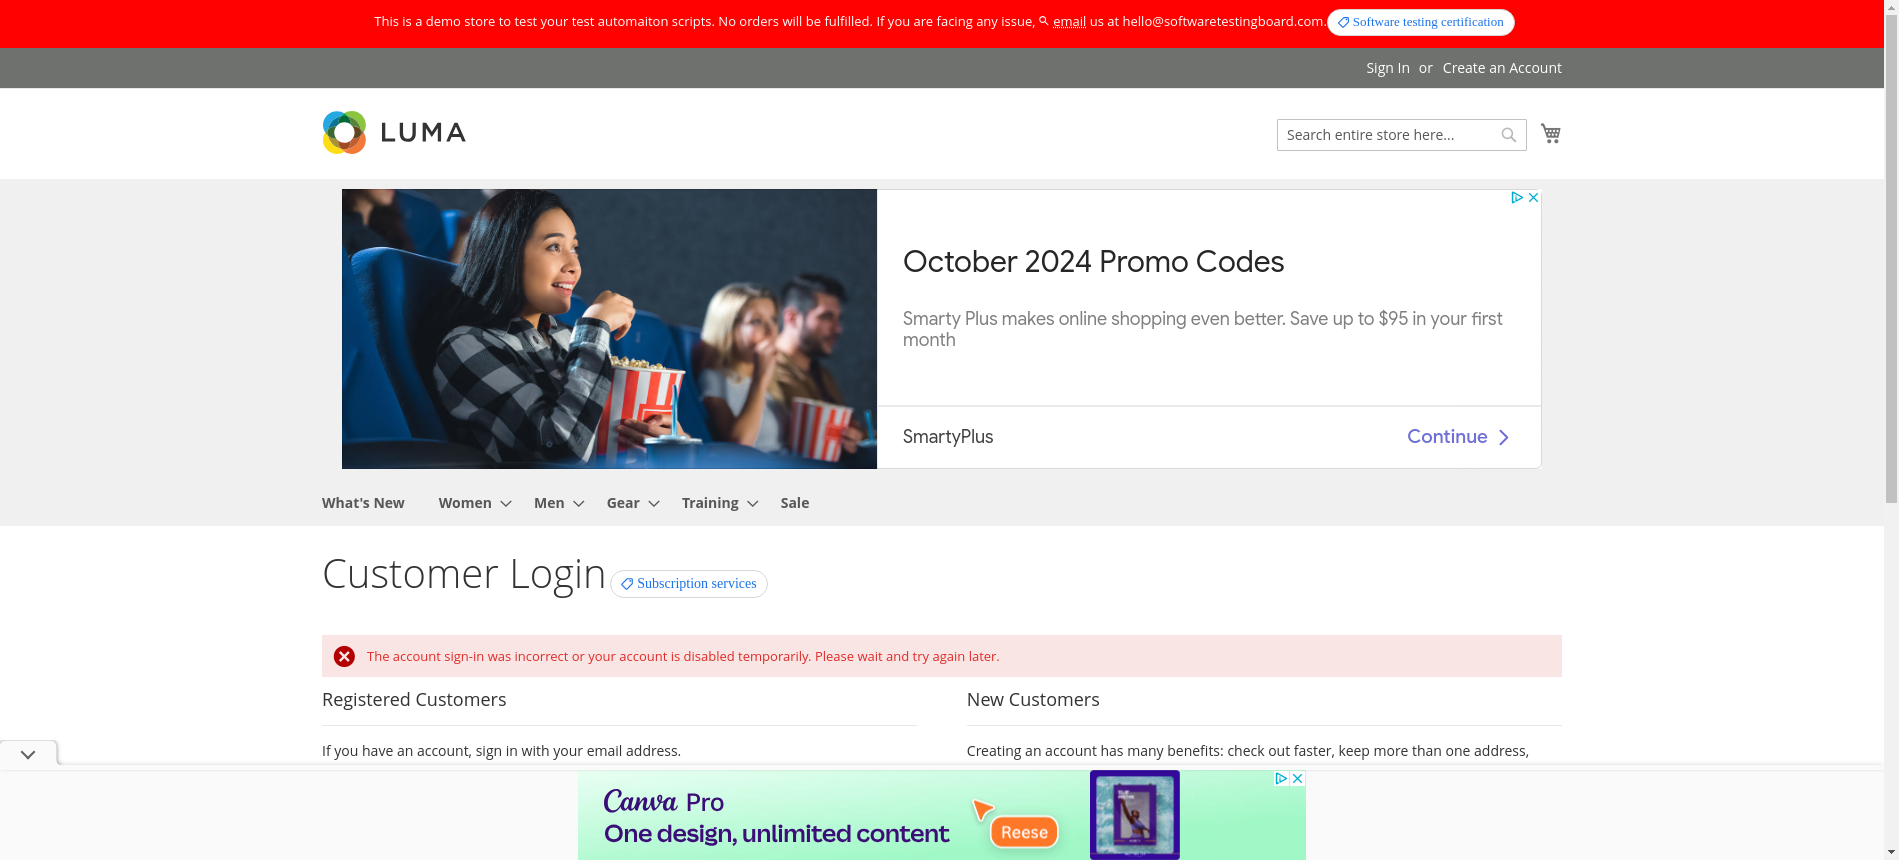 This is a demo store to test your test automaiton scripts. No orders will be fulfilled. If you are facing any issue, email us at hello@softwaretestingboard.com. Software testing certification
Sign In or Create an Account
LUMA
Search entire store here...
October 2024 Promo Codes
Smarty Plus makes online shopping even better. Save up to $95 in your first
month
SmartyPlus
Continue
What's New Women Men Gear Training Sale
Customer Login
Subscription services
The account sign-in was incorrect or your account is disabled temporarily. Please wait and try again later.
Registered Customers
If you have an account, sign in with your email address.
New Customers
Creating an account has many benefits: check out faster, keep more than one address,
Canva Pro
One design, unlimited content
Reese